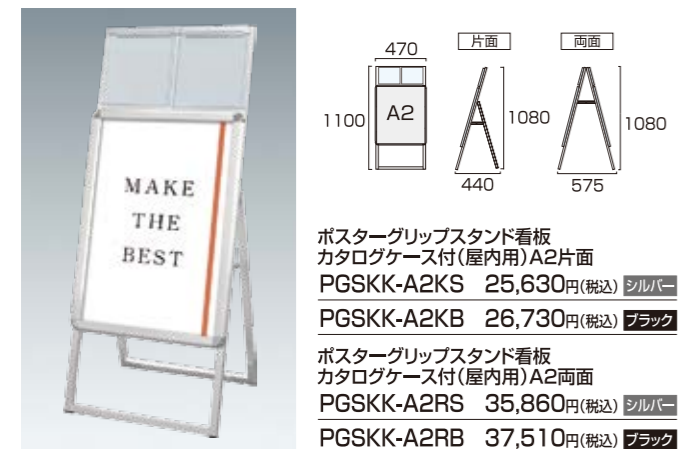 MAKE
THE
BEST
470
片面
両面
1100
A2
1080
1080
440
575
ポスターグリップスタンド看板
カタログケース付(屋内用)A2片面
PGSKK-A2KS 25,630円(税込) シルバー
PGSKK-A2KB 26,730円(税込) ブラック
ポスターグリップスタンド看板
カタログケース付(屋内用)A2両面
PGSKK-A2RS 35,860円(税込) シルバー
PGSKK-A2RB 37,510円(税込) ブラック